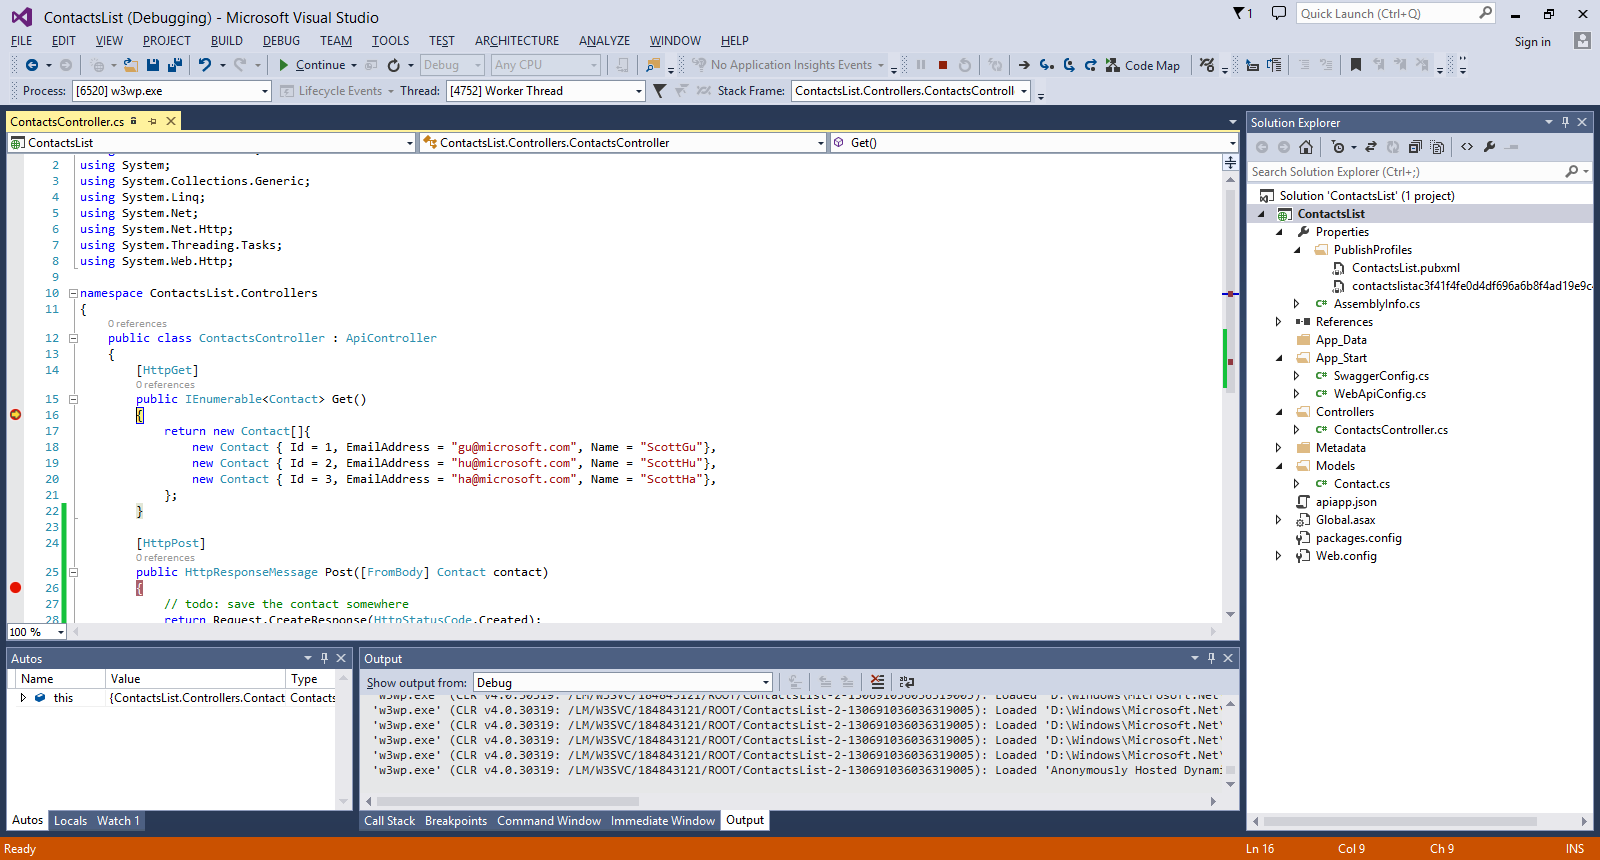 ContactsList (Debugging) - Microsoft Visual Studio
1
Quick Launch (Ctrl+Q)
FILE EDIT VIEW PROJECT BUILD DEBUG TEAM TOOLS TEST ARCHITECTURE ANALYZE WINDOW HELP
Sign in
Continue Debug Any CPU No Application Insights Events Code Map
Process: [6520] w3wp.exe Lifecycle Events Thread: [4752] Worker Thread Stack Frame: ContactsList.Controllers.ContactsControll
ContactsController.cs
ContactsList ContactsList.Controllers.ContactsController Get()
2 using System;
3 using System.Collections.Generic;
4 using System.Linq;
5 using System.Net;
6 using System.Net.Http;
7 using System.Threading.Tasks;
8 using System.Web.Http;
9
10 namespace ContactsList.Controllers
11 {
0 references
12 public class ContactsController : ApiController
13 {
14 [HttpGet]
0 references
15 public IEnumerable<Contact> Get()
16 {
17 return new Contact[]{
18 new Contact { Id = 1, EmailAddress = "gu@microsoft.com", Name = "ScottGu"},
19 new Contact { Id = 2, EmailAddress = "hu@microsoft.com", Name = "ScottHu"},
20 new Contact { Id = 3, EmailAddress = "ha@microsoft.com", Name = "ScottHa"},
21 };
22 }
23
24 [HttpPost]
0 references
25 public HttpResponseMessage Post([FromBody] Contact contact)
26 {
27 // todo: save the contact somewhere
28 return Request.CreateResponse(HttpStatusCode.Created);
100 %
Solution Explorer
Search Solution Explorer (Ctrl+;)
Solution 'ContactsList' (1 project)
ContactsList
Properties
PublishProfiles
ContactsList.pubxml
contactslistac3f41f4fe0d4df696a6b8f4ad19e9c4
C# AssemblyInfo.cs
References
App_Data
App_Start
C# SwaggerConfig.cs
C# WebApiConfig.cs
Controllers
C# ContactsController.cs
Metadata
Models
C# Contact.cs
apiapp.json
Global.asax
packages.config
Web.config
Autos
Name Value Type
this {ContactsList.Controllers.Contact Contacts
Autos Locals Watch 1
Output
Show output from: Debug
'w3wp.exe' (CLR v4.0.30319: /LM/W3SVC/184843121/ROOT/ContactsList-2-130691036036319005): Loaded 'D:\Windows\Microsoft.Net\
'w3wp.exe' (CLR v4.0.30319: /LM/W3SVC/184843121/ROOT/ContactsList-2-130691036036319005): Loaded 'D:\Windows\Microsoft.Net\
'w3wp.exe' (CLR v4.0.30319: /LM/W3SVC/184843121/ROOT/ContactsList-2-130691036036319005): Loaded 'D:\Windows\Microsoft.Net\
'w3wp.exe' (CLR v4.0.30319: /LM/W3SVC/184843121/ROOT/ContactsList-2-130691036036319005): Loaded 'D:\Windows\Microsoft.Net\
'w3wp.exe' (CLR v4.0.30319: /LM/W3SVC/184843121/ROOT/ContactsList-2-130691036036319005): Loaded 'D:\Windows\Microsoft.Net\
'w3wp.exe' (CLR v4.0.30319: /LM/W3SVC/184843121/ROOT/ContactsList-2-130691036036319005): Loaded 'Anonymously Hosted Dynami
Call Stack Breakpoints Command Window Immediate Window Output
Ready Ln 16 Col 9 Ch 9 INS